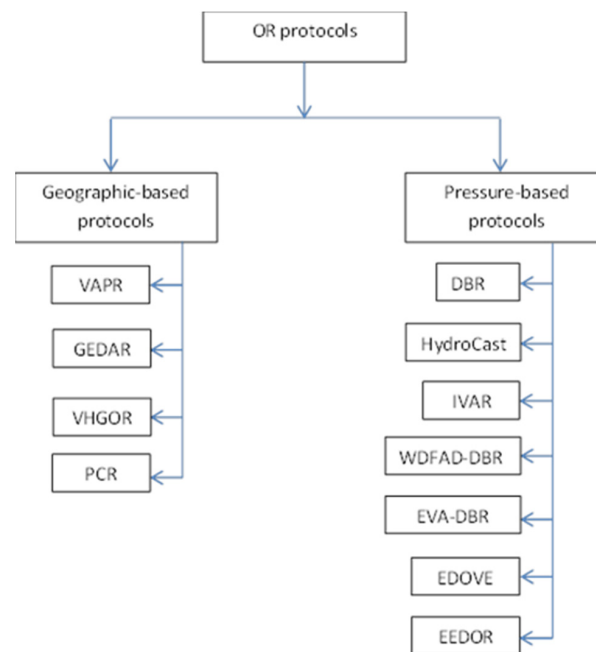 OR protocols
Geographic-based
protocols
VAPR
GEDAR
VHGOR
PCR
Pressure-based
protocols
DBR
HydroCast
IVAR
WDFAD-DBR
EVA-DBR
EDOVE
EEDOR